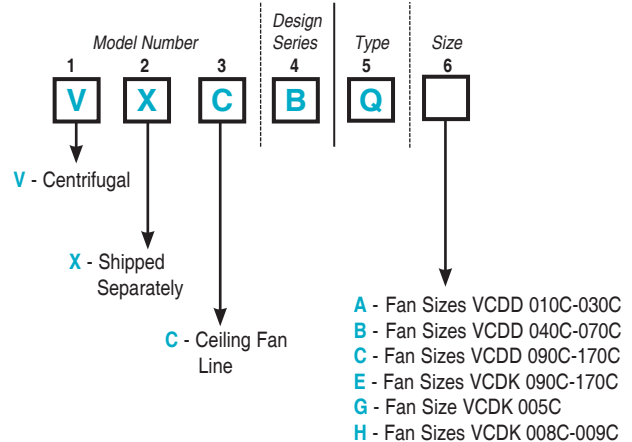 Design
Model Number Series Type Size
1 2 3 4 5 6
V X C B Q
V - Centrifugal
X - Shipped
Separately
C - Ceiling Fan
Line
A - Fan Sizes VCDD 010C-030C
B - Fan Sizes VCDD 040C-070C
C - Fan Sizes VCDD 090C-170C
E - Fan Sizes VCDK 090C-170C
G - Fan Size VCDK 005C
H - Fan Sizes VCDK 008C-009C